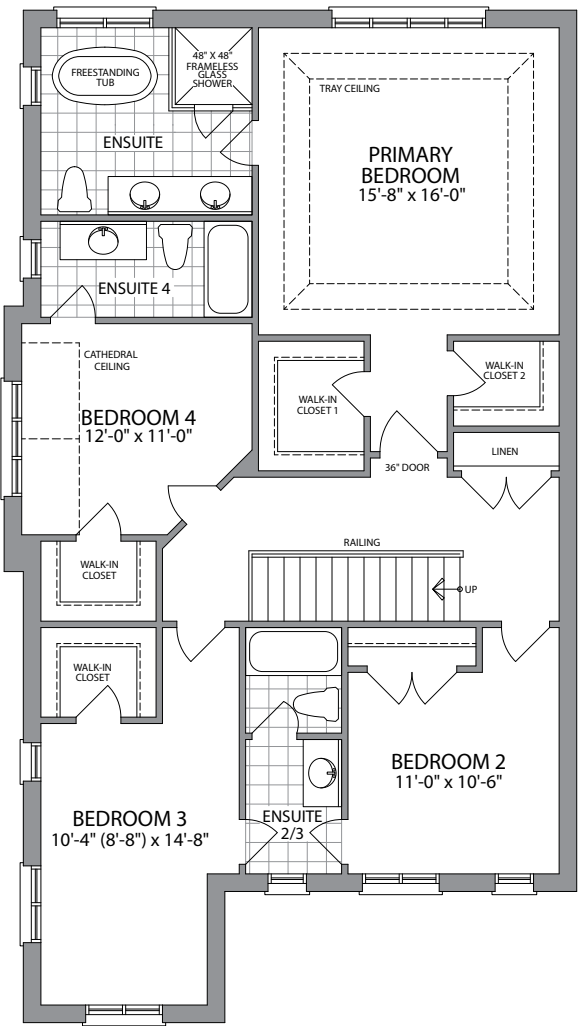 48" X 48"
FRAMELESS
GLASS
SHOWER
FREESTANDING
TUB
ENSUITE
TRAY CEILING
PRIMARY
BEDROOM
15'-8" x 16'-0"
ENSUITE 4
CATHEDRAL
CEILING
BEDROOM 4
12'-0" x 11'-0"
WALK-IN
CLOSET 1
WALK-IN
CLOSET 2
36" DOOR
LINEN
RAILING
UP
WALK-IN
CLOSET
WALK-IN
CLOSET
BEDROOM 2
11'-0" x 10'-6"
BEDROOM 3
10'-4" (8'-8") x 14'-8"
ENSUITE
2/3